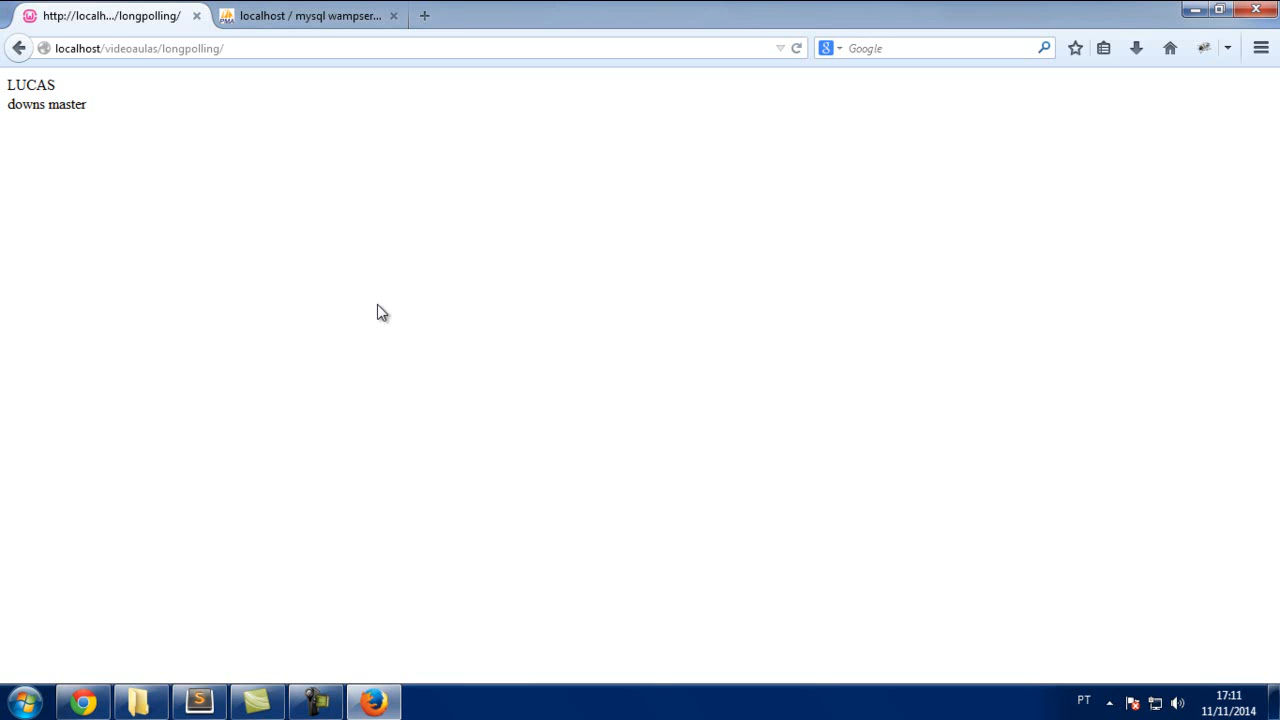 http://localh.../longpolling/
localhost / mysql wampser...
localhost/videoaulas/longpolling/
Google
LUCAS
downs master
PT
17:11
11/11/2014